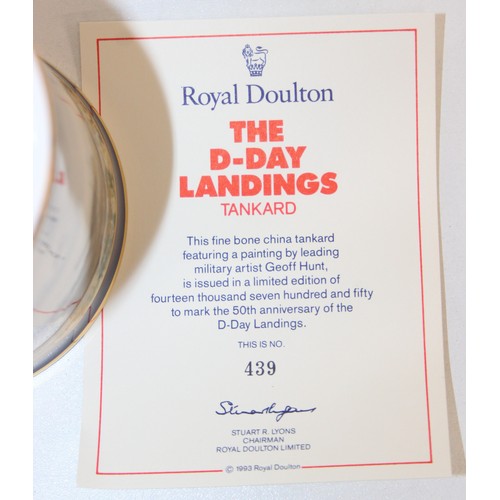 Royal Doulton
THE
D-DAY
LANDINGS
TANKARD
This fine bone china tankard
featuring a painting by leading
military artist Geoff Hunt,
is issued in a limited edition of
fourteen thousand seven hundred and fifty
to mark the 50th anniversary of the
D-Day Landings.
THIS IS NO.
439
STUART R. LYONS
CHAIRMAN
ROYAL DOULTON LIMITED
© 1993 Royal Doulton